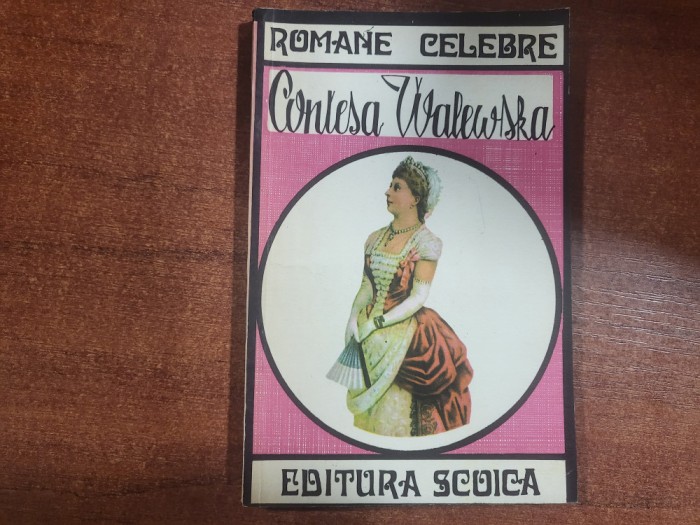 ROMANE CELEBRE
Contesa Walewska
EDITURA SCOICA